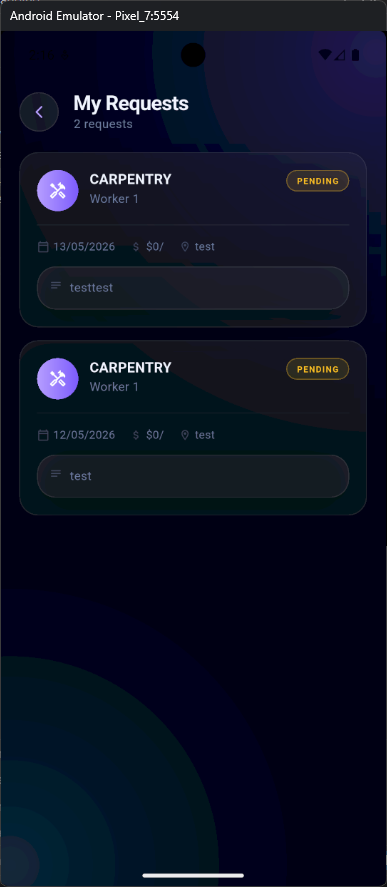 Android Emulator - Pixel_7:5554
My Requests
2 requests
CARPENTRY
PENDING
Worker 1
13/05/2026 $ $0/ test
testtest
CARPENTRY
PENDING
Worker 1
12/05/2026 $ $0/ test
test